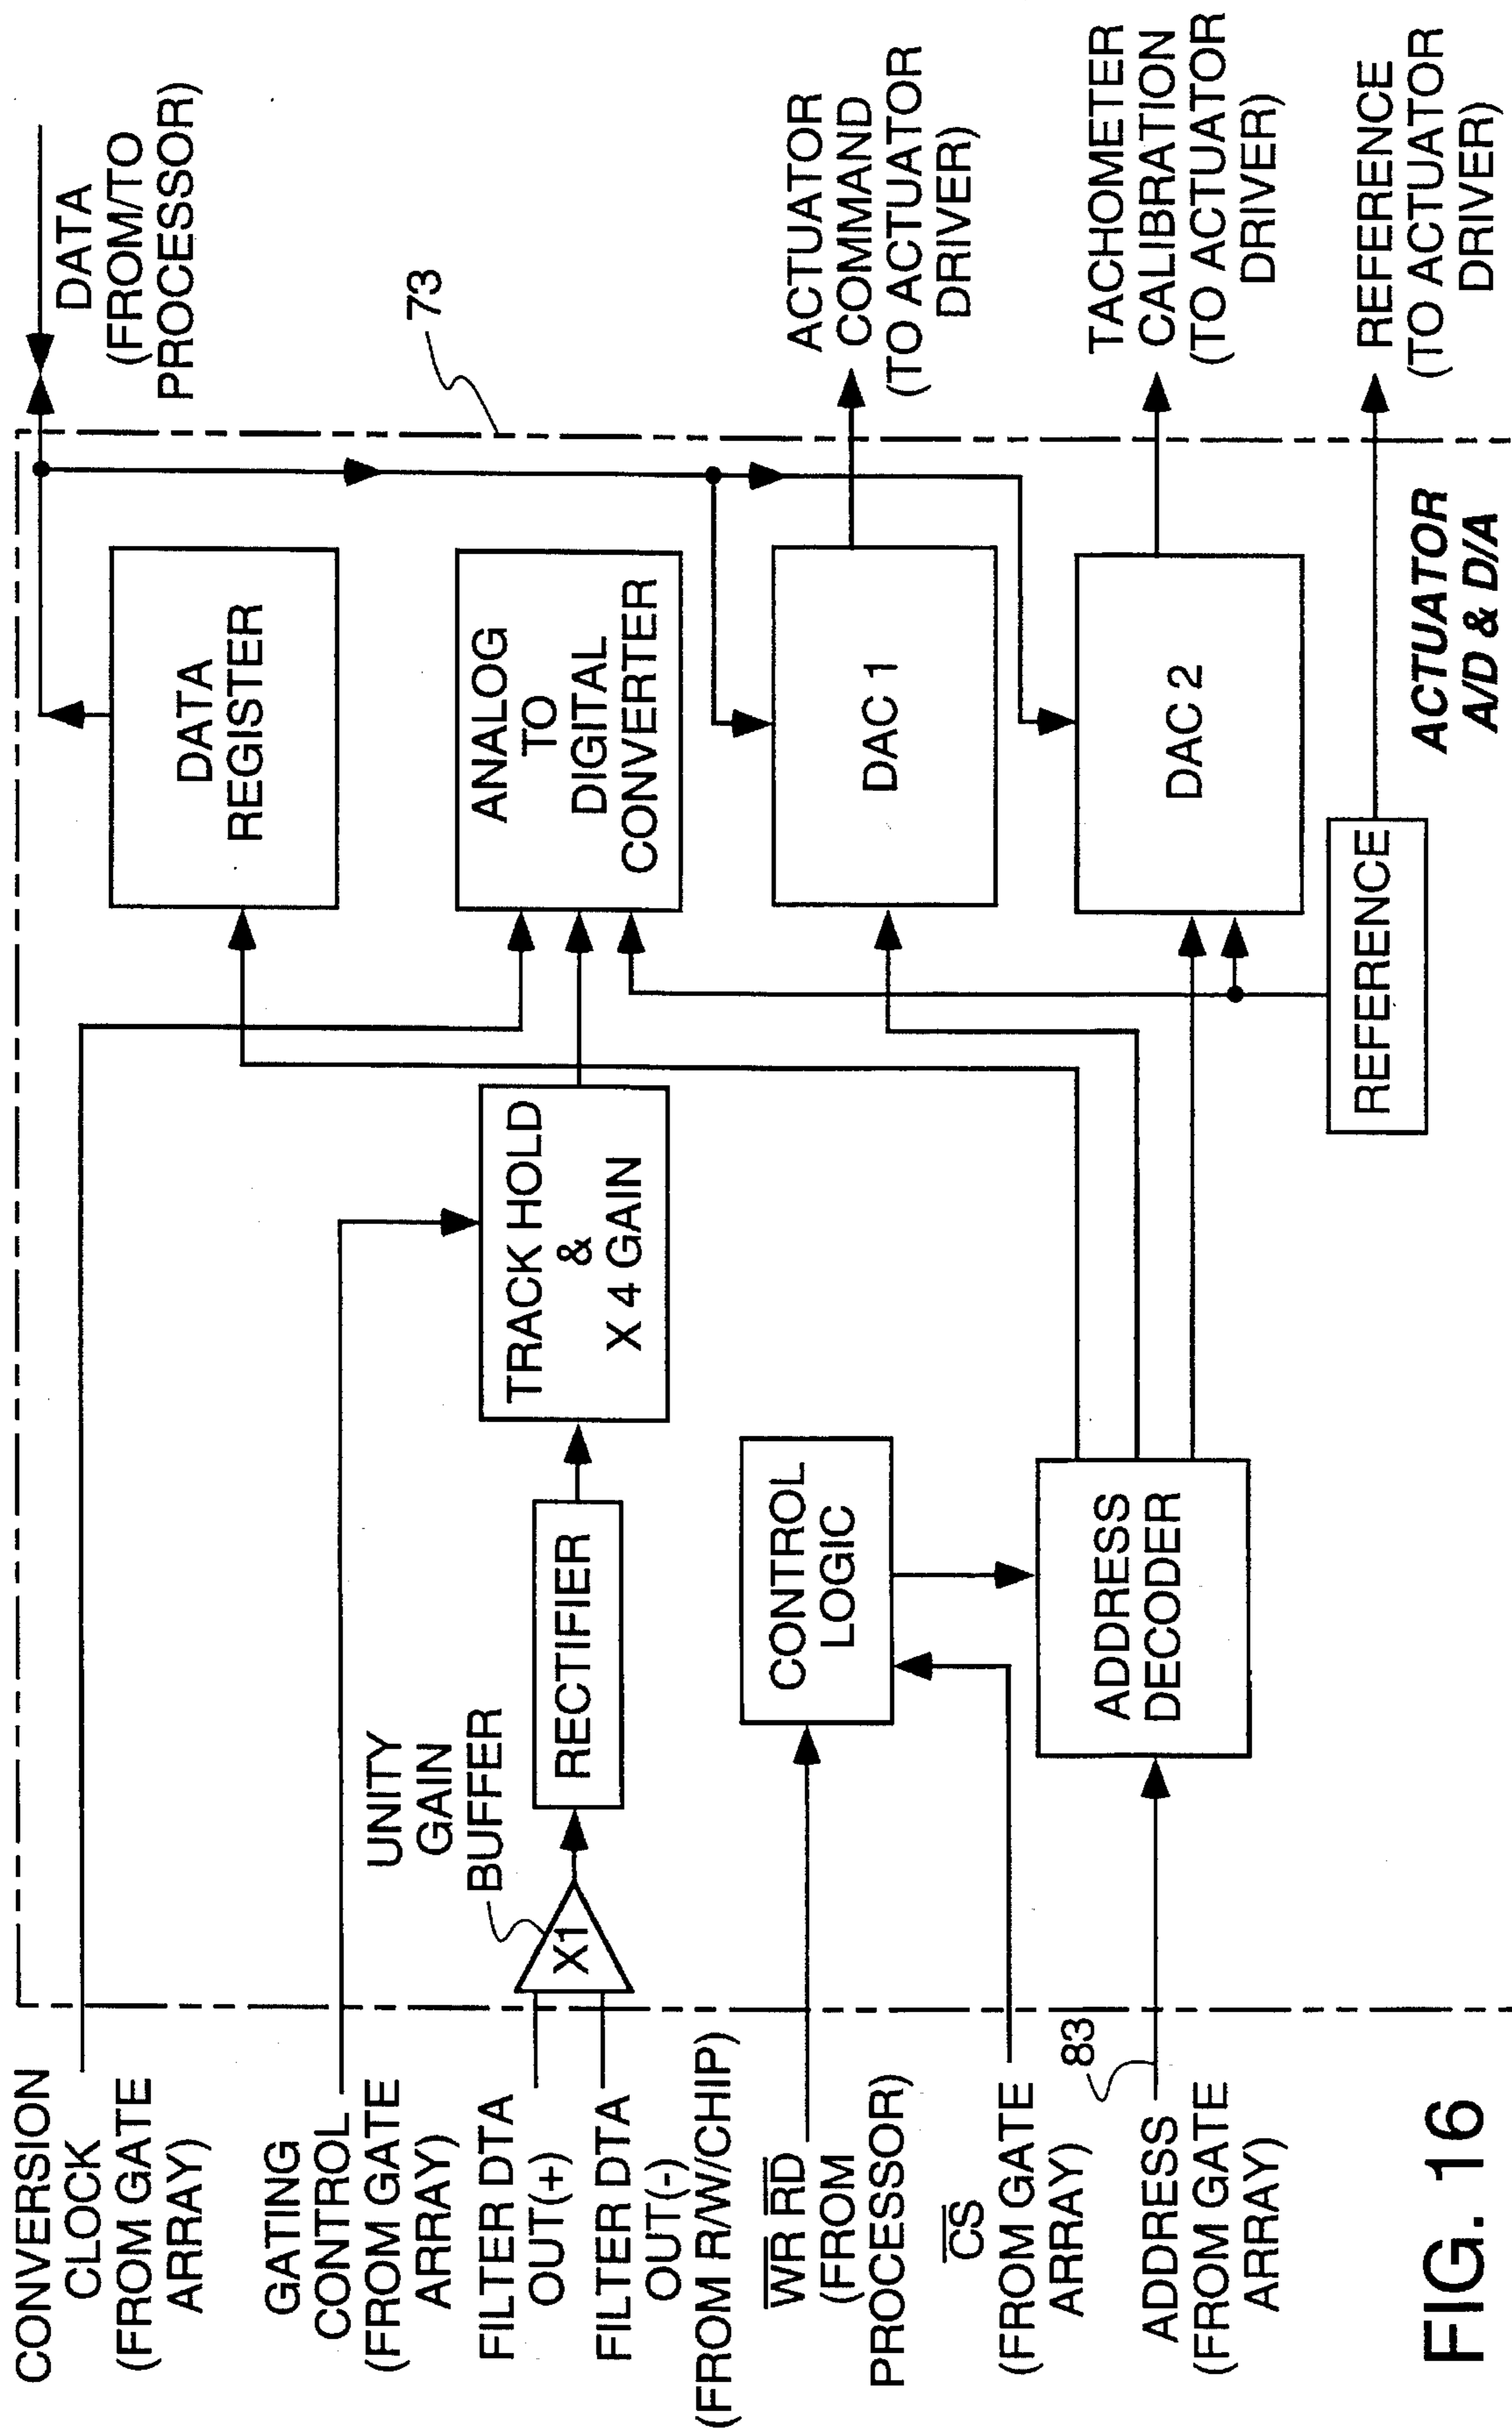 CONVERSION
CLOCK
(FROM GATE
ARRAY)
GATING
CONTROL
(FROM GATE
ARRAY)
FILTER DTA
OUT(+)
FILTER DTA
OUT(-)
(FROM R/W/CHIP)
WR RD
(FROM
PROCESSOR)
CS
(FROM GATE
ARRAY)
83
ADDRESS
(FROM GATE
ARRAY)
UNITY
GAIN
BUFFER
X1
RECTIFIER
TRACK HOLD
&
X 4 GAIN
CONTROL
LOGIC
ADDRESS
DECODER
DATA
REGISTER
ANALOG
TO
DIGITAL
CONVERTER
DAC 1
DAC 2
REFERENCE
ACTUATOR
A/D & D/A
73
DATA
(FROM/TO
PROCESSOR)
ACTUATOR
COMMAND
(TO ACTUATOR
DRIVER)
TACHOMETER
CALIBRATION
(TO ACTUATOR
DRIVER)
REFERENCE
(TO ACTUATOR
DRIVER)
FIG. 16